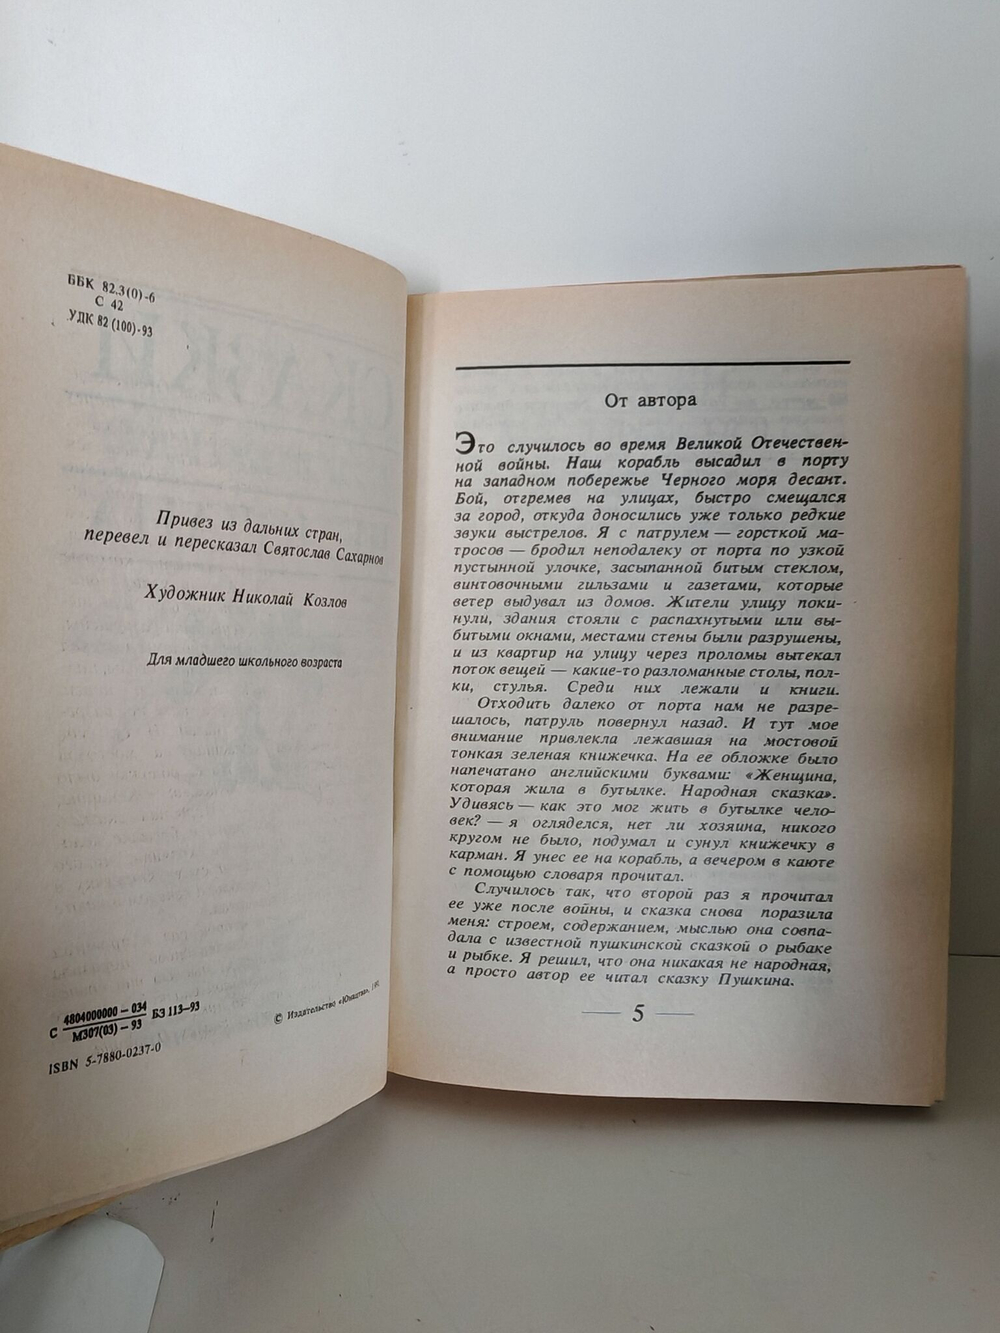 ББК 82.3(0)-6
С 42
УДК 82 (100)-93
Привез из дальних стран,
перевел и пересказал Святослав Сахарнов
Художник Николай Козлов
Для младшего школьного возраста
С 4804000000 — 034 БЗ 113—93
М307(03) — 93
ISBN 5-7880-0237-0
© Издательство
От автора
Это случилось во время Великой Отечествен-
ной войны. Наш корабль высадил в порту
на западном побережье Черного моря десант.
Бой, отгремев на улицах, быстро смещался
за город, откуда доносились уже только редкие
звуки выстрелов. Я с патрулем — горсткой ма-
тросов — бродил неподалеку от порта по узкой
пустынной улочке, засыпанной битым стеклом,
винтовочными гильзами и газетами, которые
ветер выдувал из домов. Жители улицу поки-
нули, здания стояли с распахнутыми или вы-
битыми окнами, местами стены были разрушены,
и из квартир на улицу через проломы вытекал
поток вещей — какие-то разломанные столы, пол-
ки, стулья. Среди них лежали и книги.
Отходить далеко от порта нам не разре-
шалось, патруль повернул назад. И тут мое
внимание привлекла лежавшая на мостовой
тонкая зеленая книжечка. На ее обложке было
напечатано английскими буквами: «Женщина,
которая жила в бутылке. Народная сказка».
Удивясь — как это мог жить в бутылке чело-
век? — я огляделся, нет ли хозяина, никого
кругом не было, подумал и сунул книжечку в
карман. Я унес ее на корабль, а вечером в каюте
с помощью словаря прочитал.
Случилось так, что второй раз я прочитал
ее уже после войны, и сказка снова поразила
меня: строем, содержанием, мыслью она совпа-
дала с известной пушкинской сказкой о рыбаке
и рыбке. Я решил, что она никакая не народная,
а просто автор ее читал сказку Пушкина.
5